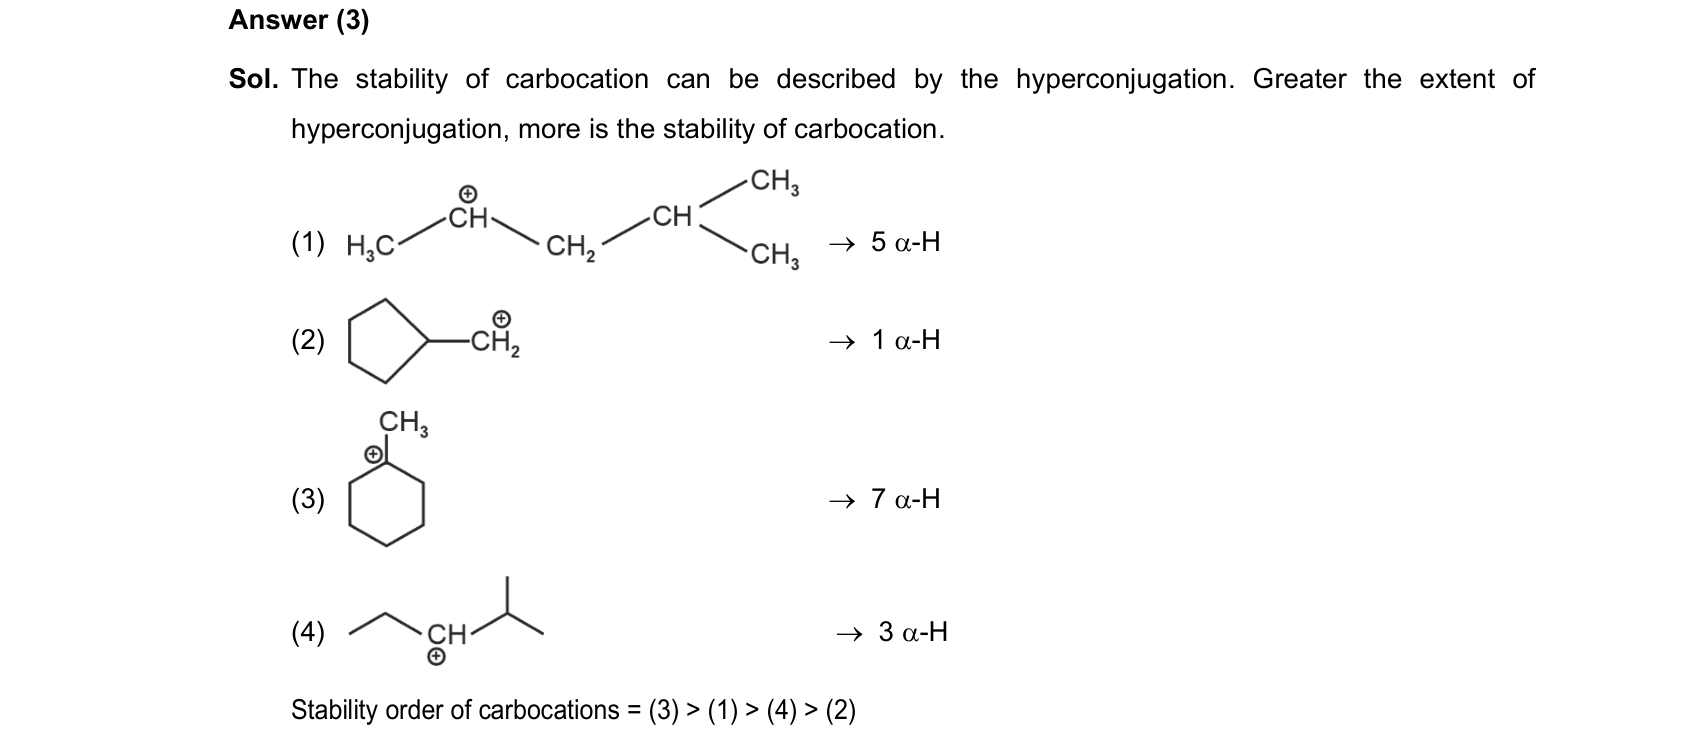 Answer (3)
Sol. The stability of carbocation can be described by the hyperconjugation. Greater the extent of
hyperconjugation, more is the stability of carbocation.
(1) H₃C CH ⊕ CH₂ CH CH₃ CH₃ → 5 α-H
(2) CH₂ ⊕ → 1 α-H
CH₃
⊕
(3) → 7 α-H
(4) CH ⊕ → 3 α-H
Stability order of carbocations = (3) > (1) > (4) > (2)